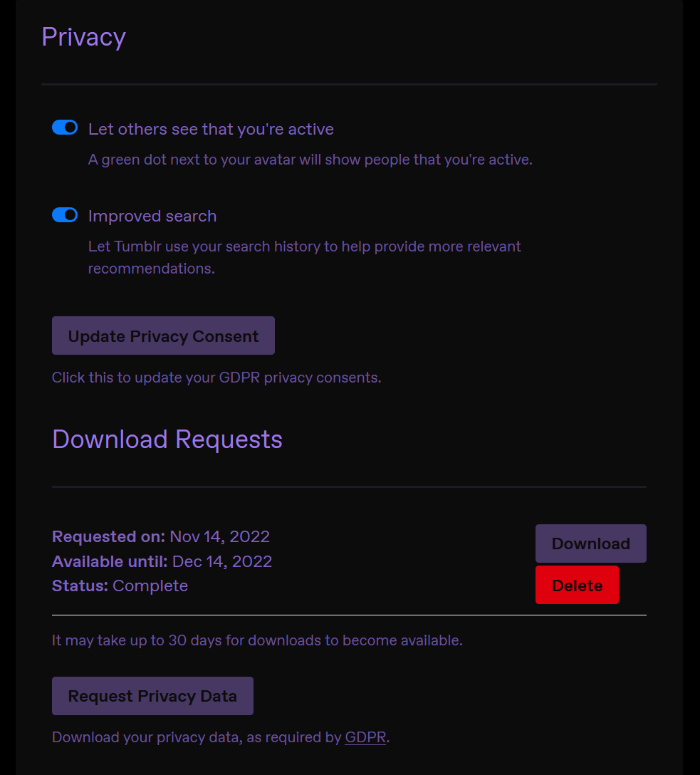 Privacy
Let others see that you're active
A green dot next to your avatar will show people that you're active.
Improved search
Let Tumblr use your search history to help provide more relevant
recommendations.
Update Privacy Consent
Click this to update your GDPR privacy consents.
Download Requests
Requested on: Nov 14, 2022
Available until: Dec 14, 2022
Status: Complete
Download
Delete
It may take up to 30 days for downloads to become available.
Request Privacy Data
Download your privacy data, as required by GDPR.